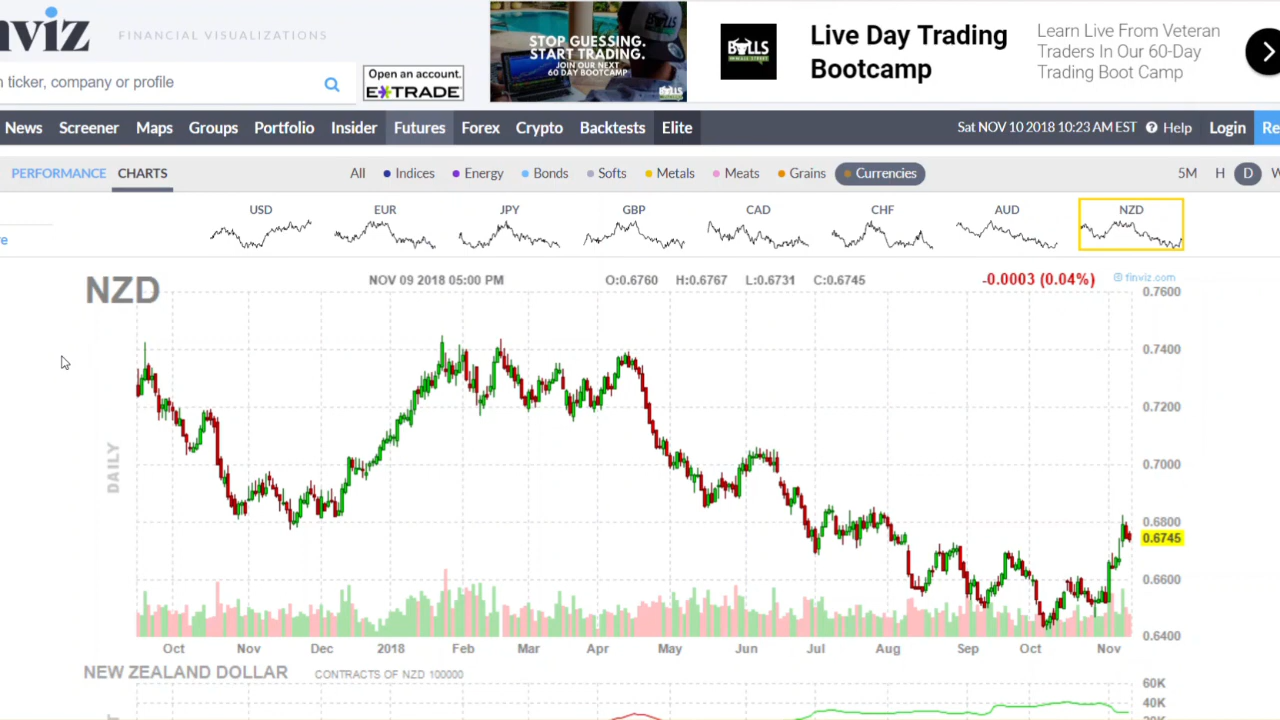 nviz FINANCIAL VISUALIZATIONS
n ticker, company or profile
Open an account.
E*TRADE
STOP GUESSING.
START TRADING.
JOIN OUR NEXT
60 DAY BOOTCAMP
BULLS
BULLS
Live Day Trading
Bootcamp
Learn Live From Veteran
Traders In Our 60-Day
Trading Boot Camp
News Screener Maps Groups Portfolio Insider Futures Forex Crypto Backtests Elite Sat NOV 10 2018 10:23 AM EST Help Login Re
PERFORMANCE CHARTS All Indices Energy Bonds Softs Metals Meats Grains Currencies 5M H D W
USD EUR JPY GBP CAD CHF AUD NZD
re
NZD NOV 09 2018 05:00 PM O:0.6760 H:0.6767 L:0.6731 C:0.6745 -0.0003 (0.04%) © finviz.com
0.7600
0.7400
0.7200
0.7000
0.6800
0.6745
0.6600
0.6400
DAILY
Oct Nov Dec 2018 Feb Mar Apr May Jun Jul Aug Sep Oct Nov
NEW ZEALAND DOLLAR CONTRACTS OF NZD 100000
60K
40K